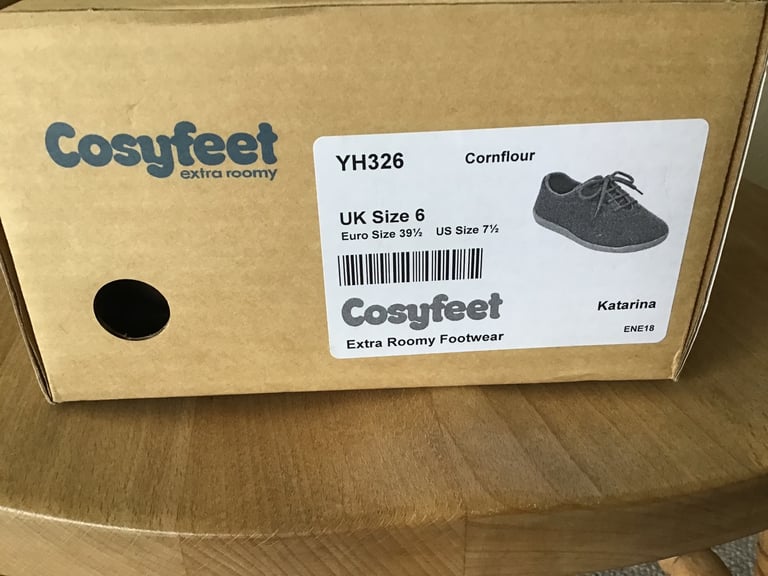 Cosyfeet
extra roomy
YH326 Cornflour
UK Size 6
Euro Size 39½ US Size 7½
Cosyfeet
Extra Roomy Footwear
Katarina
ENE18